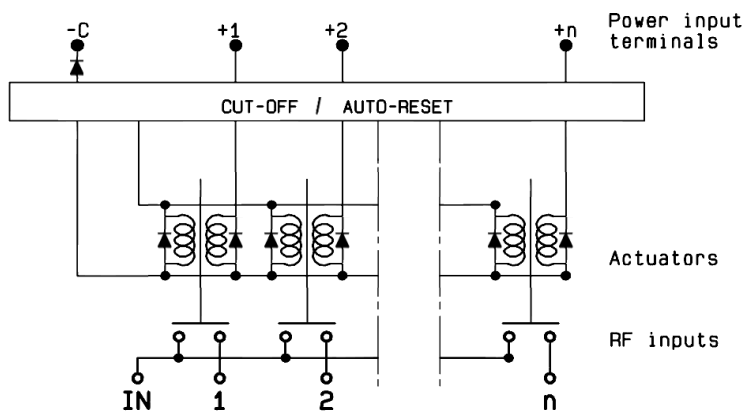 -C +1 +2 +n Power input
terminals
CUT-OFF / AUTO-RESET
Actuators
RF inputs
IN 1 2 n